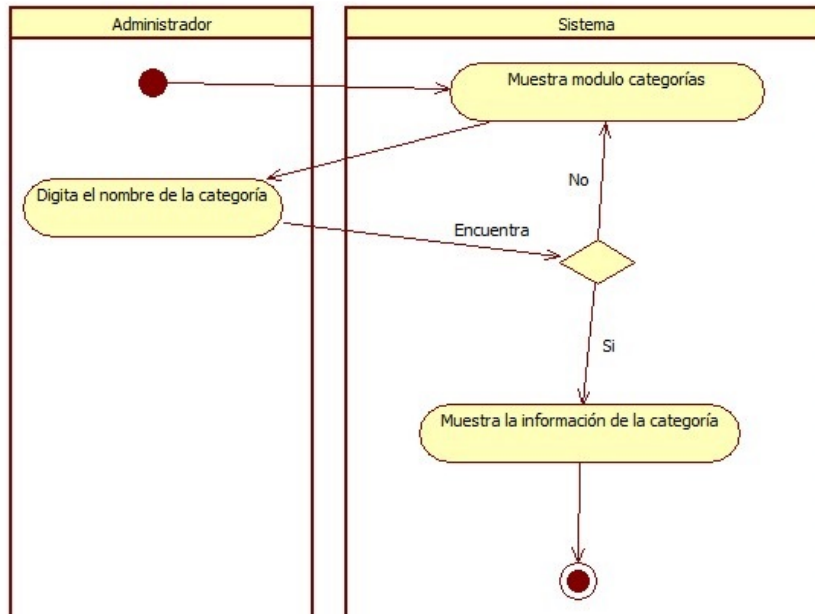 Administrador
Sistema
Muestra modulo categorías
Digita el nombre de la categoría
No
Encuentra
Si
Muestra la información de la categoría